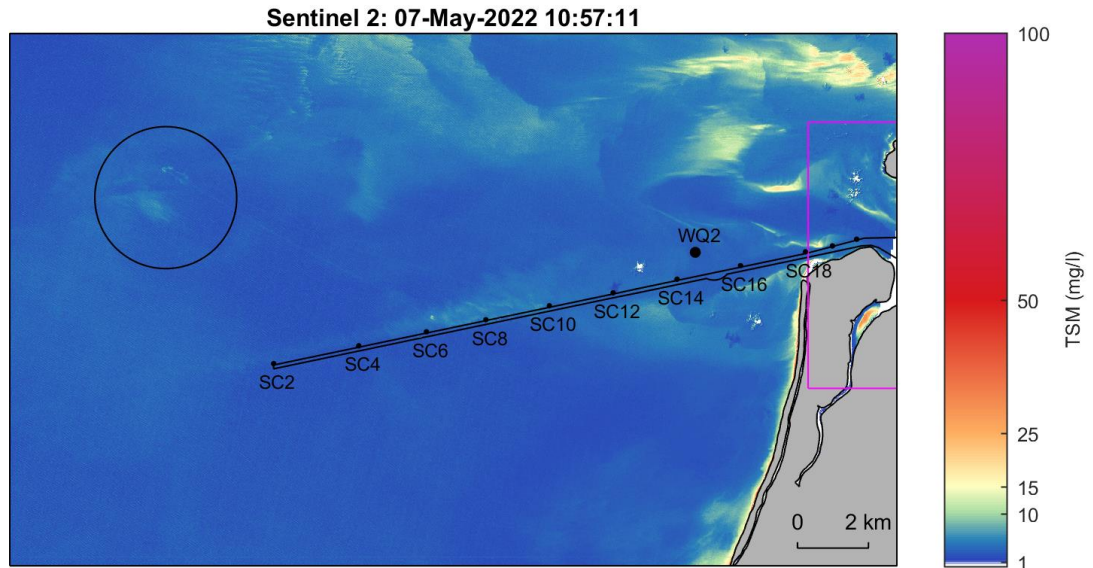 Sentinel 2: 07-May-2022 10:57:11
WQ2
SC18
SC16
SC14
SC12
SC10
SC8
SC6
SC4
SC2
0 2 km
100
50
25
15
10
1
TSM (mg/l)